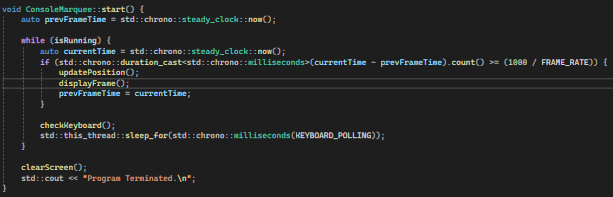 void ConsoleMarquee::start() {
    auto prevFrameTime = std::chrono::steady_clock::now();

    while (isRunning) {
        auto currentTime = std::chrono::steady_clock::now();
        if (std::chrono::duration_cast<std::chrono::milliseconds>(currentTime - prevFrameTime).count() >= (1000 / FRAME_RATE)) {
            updatePosition();
            displayFrame();
            prevFrameTime = currentTime;
        }

        checkKeyboard();
        std::this_thread::sleep_for(std::chrono::milliseconds(KEYBOARD_POLLING));
    }

    clearScreen();
    std::cout << "Program Terminated.\n";
}